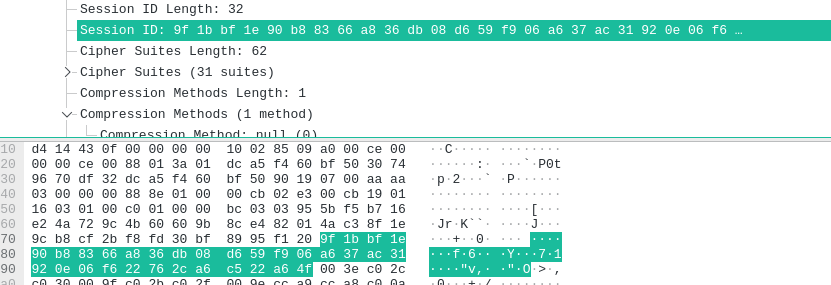 Session ID Length: 32
Session ID: 9f 1b bf 1e 90 b8 83 66 a8 36 db 08 d6 59 f9 06 a6 37 ac 31 92 0e 06 f6 …
Cipher Suites Length: 62
Cipher Suites (31 suites)
Compression Methods Length: 1
Compression Methods (1 method)
Compression Method: null (0)
10 d4 14 43 0f 00 00 00 00 10 02 85 09 a0 00 ce 00 ··C····· ········
20 00 00 ce 00 88 01 3a 01 dc a5 f4 60 bf 50 30 74 ······:· ···`·P0t
30 96 70 df 32 dc a5 f4 60 bf 50 90 19 07 00 aa aa ·p·2···` ·P······
40 03 00 00 00 88 8e 01 00 00 cb 02 e3 00 cb 19 01 ········ ········
50 16 03 01 00 c0 01 00 00 bc 03 03 95 5b f5 b7 16 ········ ····[···
60 e2 4a 72 9c 4b 60 60 9b 8c e4 82 01 4a c3 8f 1e ·Jr·K``· ····J···
70 9c b8 cf 2b f8 fd 30 bf 89 95 f1 20 9f 1b bf 1e ···+··0· ··· ····
80 90 b8 83 66 a8 36 db 08 d6 59 f9 06 a6 37 ac 31 ···f·6·· ·Y···7·1
90 92 0e 06 f6 22 76 2c a6 c5 22 a6 4f 00 3e c0 2c ····"v,· ·"·O·>·,
a0 c0 30 00 9f c0 2b c0 2f 00 9e cc a9 cc a8 c0 0a ·0···+·/ ········